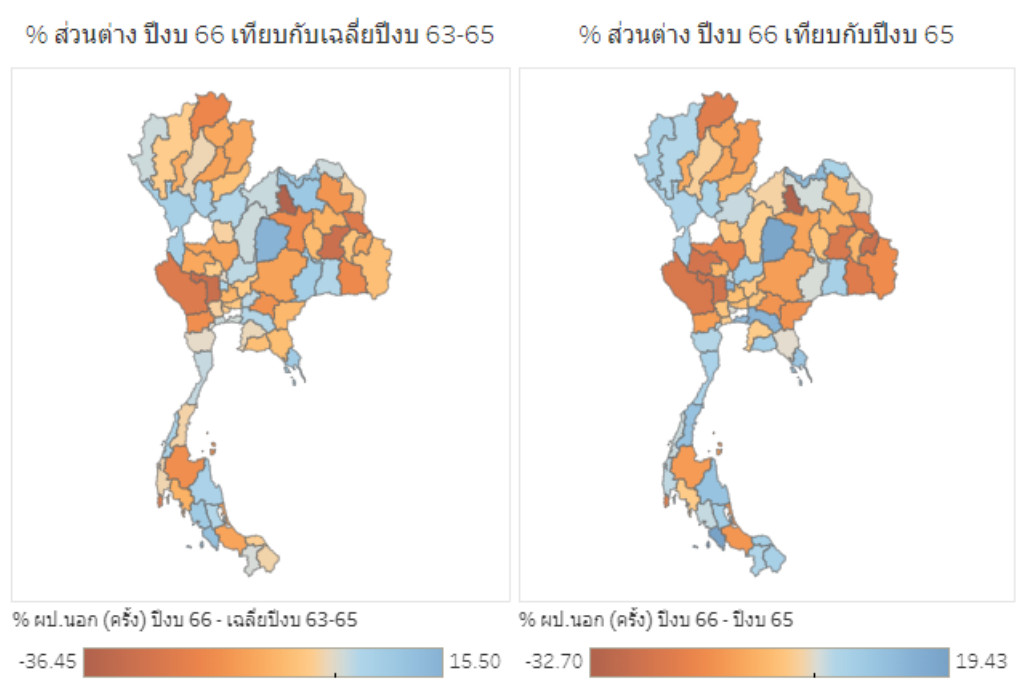 % ส่วนต่าง ปีงบ 66 เทียบกับเฉลี่ยปีงบ 63-65
% ส่วนต่าง ปีงบ 66 เทียบกับปีงบ 65
% ผป.นอก (ครั้ง) ปีงบ 66 - เฉลี่ยปีงบ 63-65
% ผป.นอก (ครั้ง) ปีงบ 66 - ปีงบ 65
-36.45 15.50
-32.70 19.43